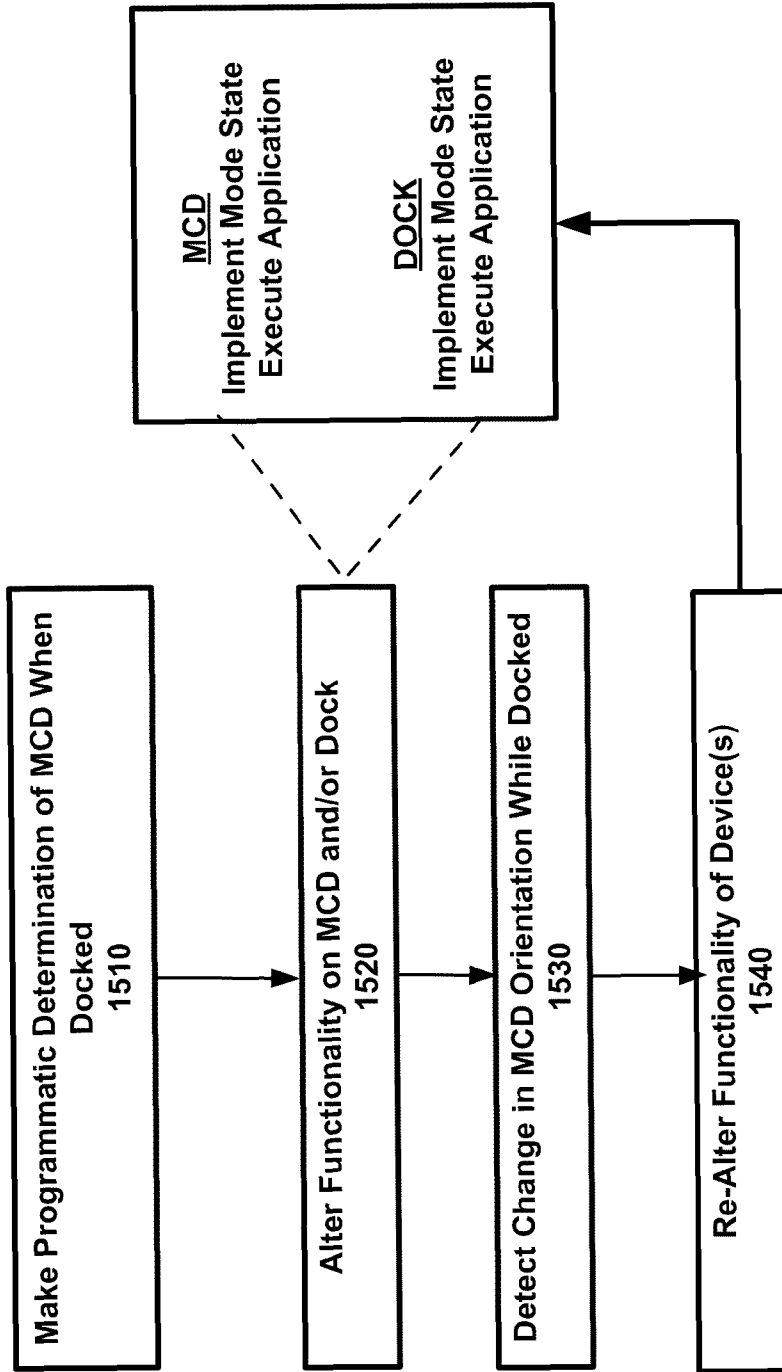 Make Programmatic Determination of MCD When
Docked
1510
Alter Functionality on MCD and/or Dock
1520
Detect Change in MCD Orientation While Docked
1530
Re-Alter Functionality of Device(s)
1540
MCD
Implement Mode State
Execute Application
DOCK
Implement Mode State
Execute Application